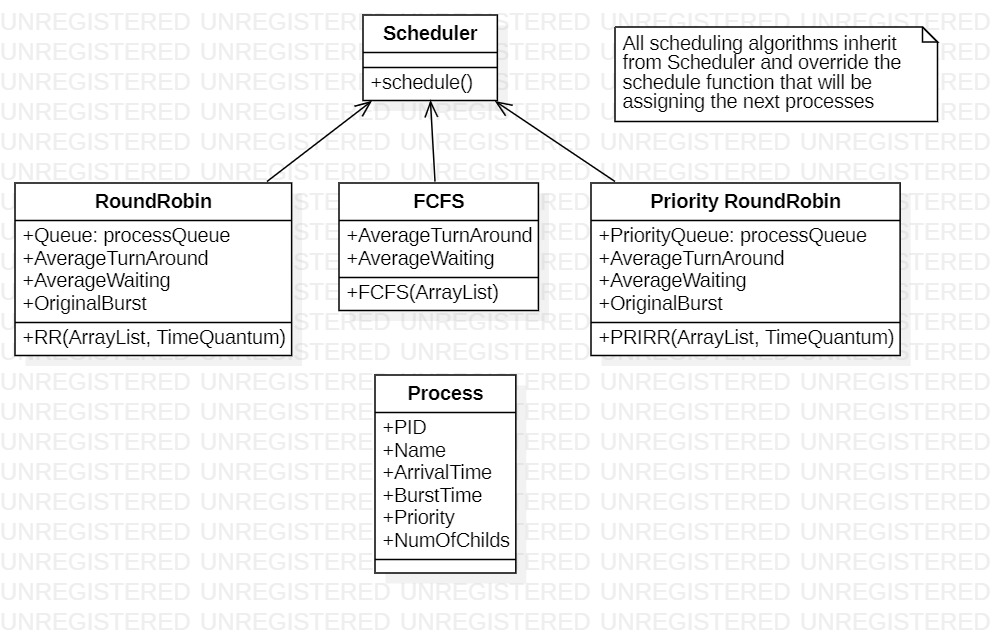 Scheduler
+schedule()
All scheduling algorithms inherit
from Scheduler and override the
schedule function that will be
assigning the next processes
RoundRobin
+Queue: processQueue
+AverageTurnAround
+AverageWaiting
+OriginalBurst
+RR(ArrayList, TimeQuantum)
FCFS
+AverageTurnAround
+AverageWaiting
+FCFS(ArrayList)
Priority RoundRobin
+PriorityQueue: processQueue
+AverageTurnAround
+AverageWaiting
+OriginalBurst
+PRIRR(ArrayList, TimeQuantum)
Process
+PID
+Name
+ArrivalTime
+BurstTime
+Priority
+NumOfChilds
UNREGISTERED UNREGISTERED UNREGISTERED UNREGISTERED UNREGISTERED